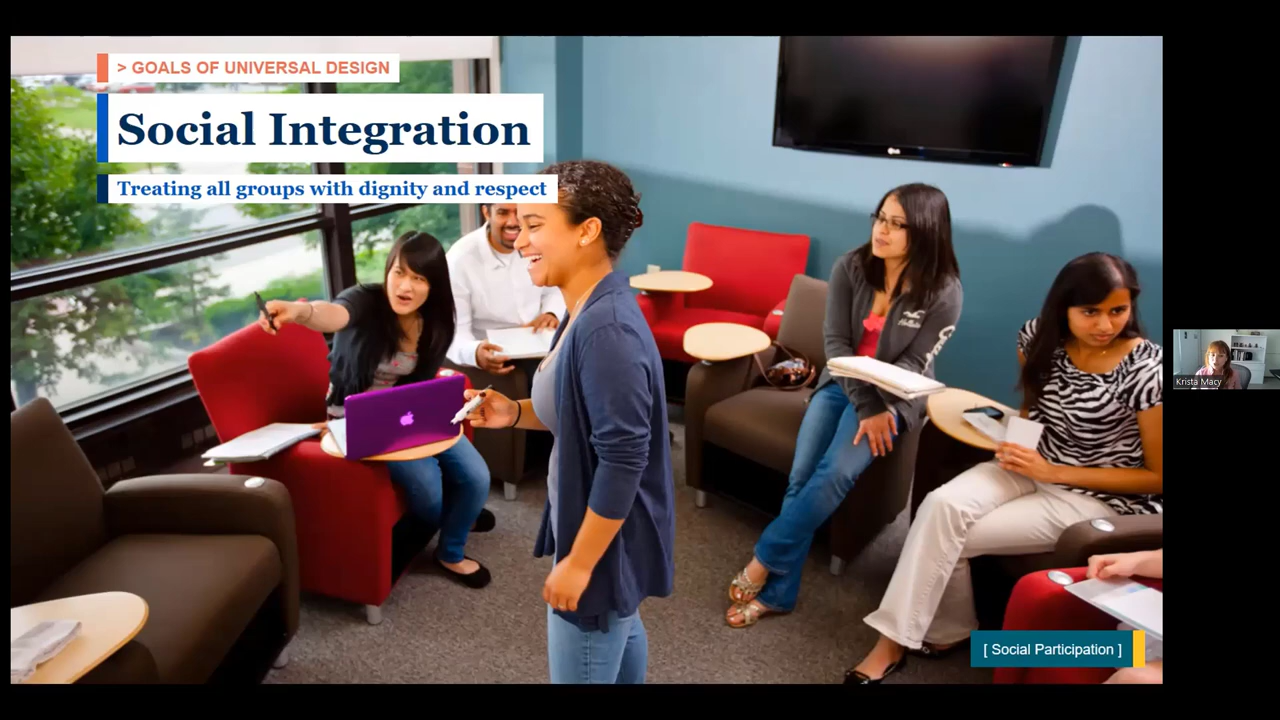 > GOALS OF UNIVERSAL DESIGN
Social Integration
Treating all groups with dignity and respect
Krista Macy
[ Social Participation ]